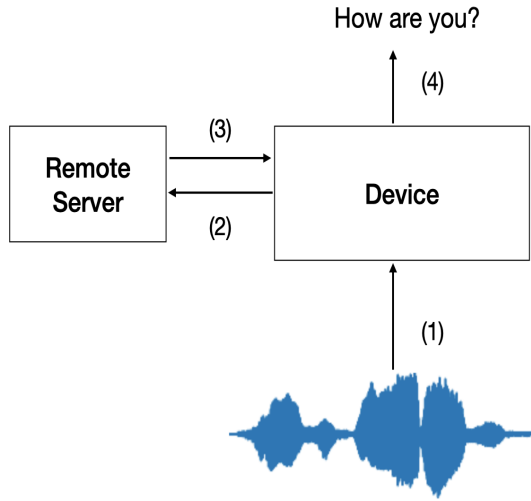 How are you?
(4)
(3)
Remote
Server
Device
(2)
(1)